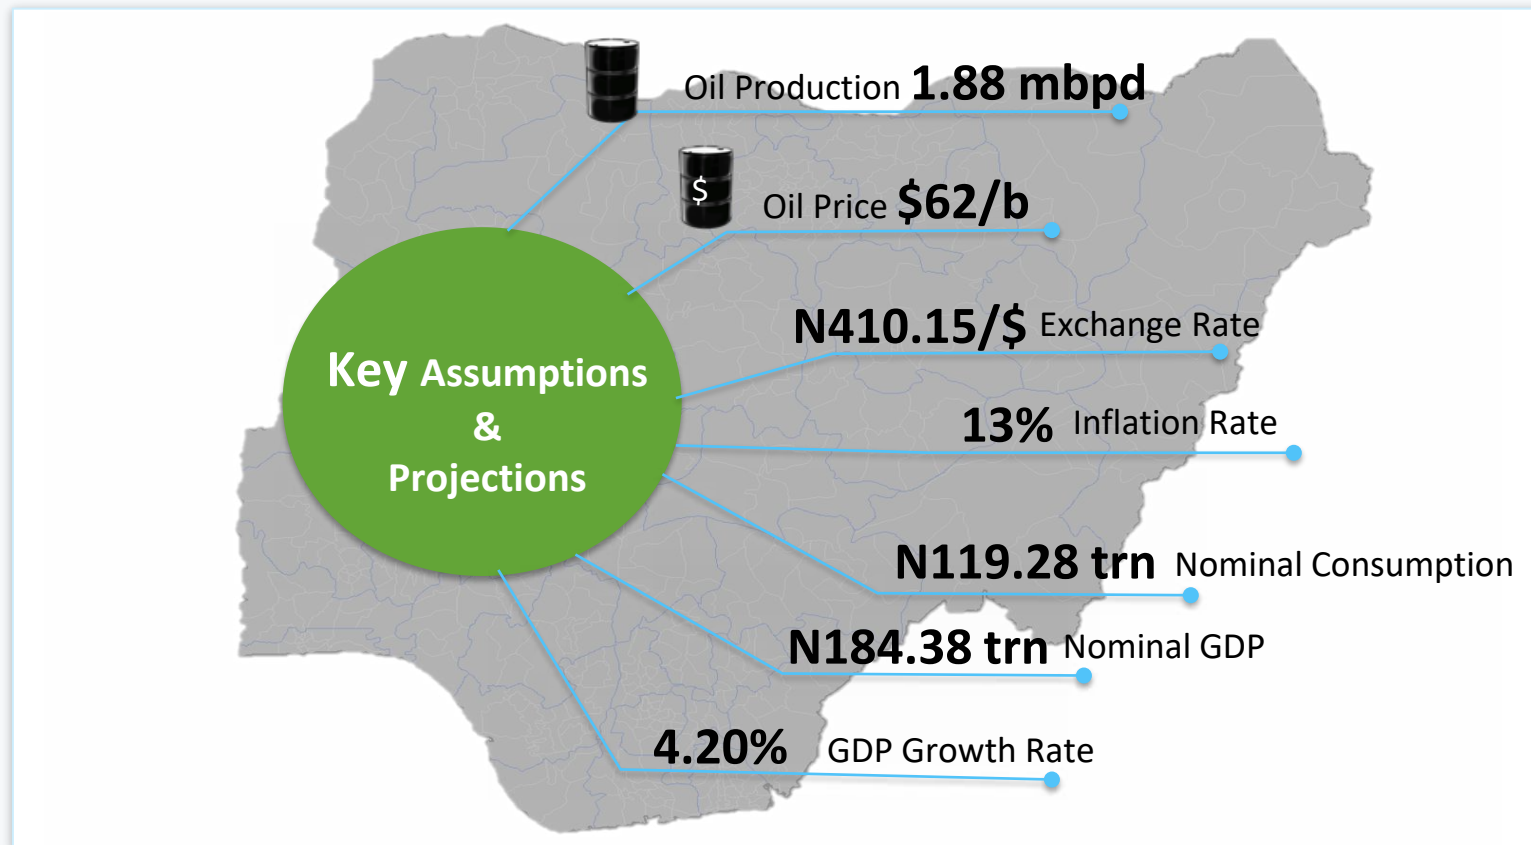 Oil Production 1.88 mbpd
$
Oil Price $62/b
N410.15/$ Exchange Rate
Key Assumptions
&
Projections
13% Inflation Rate
N119.28 trn Nominal Consumption
N184.38 trn Nominal GDP
4.20% GDP Growth Rate